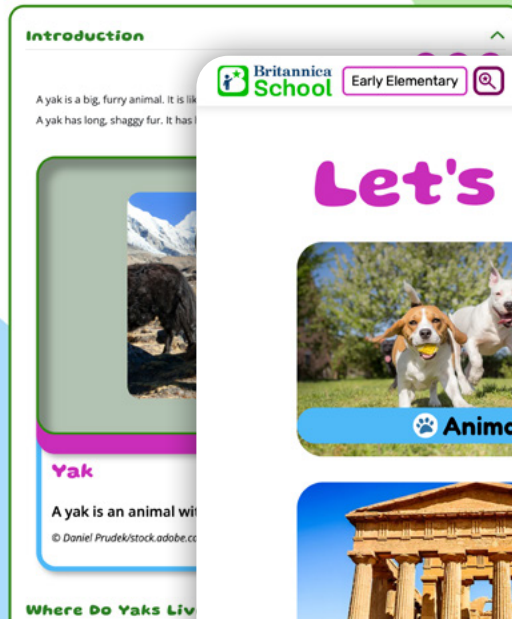 Introduction
A yak is a big, furry animal. It is lik
A yak has long, shaggy fur. It has
Yak
A yak is an animal wit
© Daniel Prudek/stock.adobe.co
Where Do Yaks Liv
Britannica
School
Early Elementary
Let's
Anima